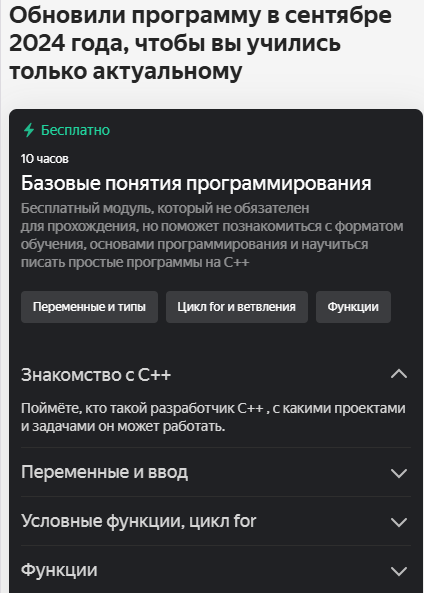 Обновили программу в сентябре
2024 года, чтобы вы учились
только актуальному
Бесплатно
10 часов
Базовые понятия программирования
Бесплатный модуль, который не обязателен
для прохождения, но поможет познакомиться с форматом
обучения, основами программирования и научиться
писать простые программы на C++
Переменные и типы
Цикл for и ветвления
Функции
Знакомство с C++
Поймёте, кто такой разработчик C++ , с какими проектами
и задачами он может работать.
Переменные и ввод
Условные функции, цикл for
Функции